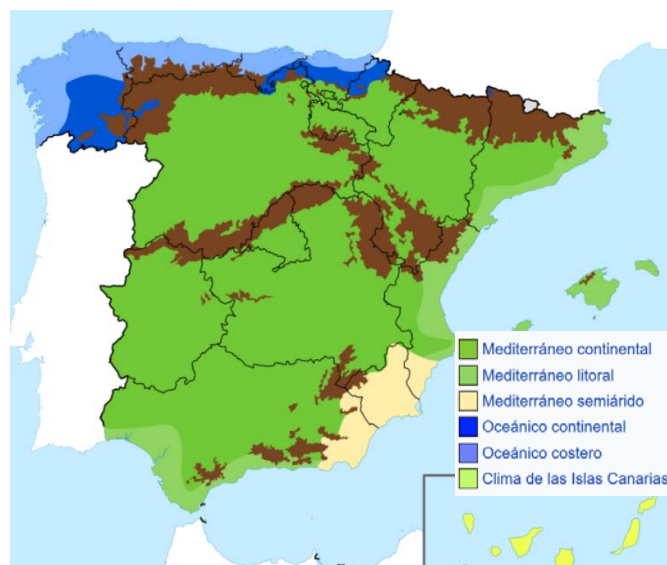 Mediterráneo continental
Mediterráneo litoral
Mediterráneo semiárido
Oceánico continental
Oceánico costero
Clima de las Islas Canarias